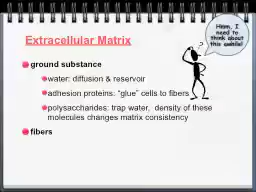 Extracellular Matrix
Hmm, I
need to
think about
this awhile!
ground substance
water: diffusion & reservoir
adhesion proteins: "glue" cells to fibers
polysaccharides: trap water, density of these
molecules changes matrix consistency
fibers